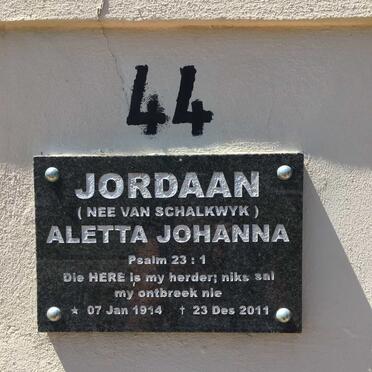 44
JORDAAN
( NEE VAN SCHALKWYK )
ALETTA JOHANNA
Psalm 23 : 1
Die HERE is my herder; niks sal
my ontbreek nie
★ 07 Jan 1914 † 23 Des 2011